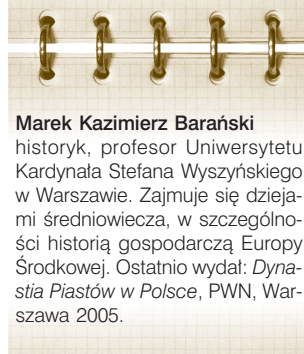 Marek Kazimierz Barański
historyk, profesor Uniwersytetu
Kardynała Stefana Wyszyńskiego
w Warszawie. Zajmuje się dzieja-
mi średniowiecza, w szczególno-
ści historią gospodarczą Europy
Środkowej. Ostatnio wydał: Dyna-
stia Piastów w Polsce, PWN, War-
szawa 2005.